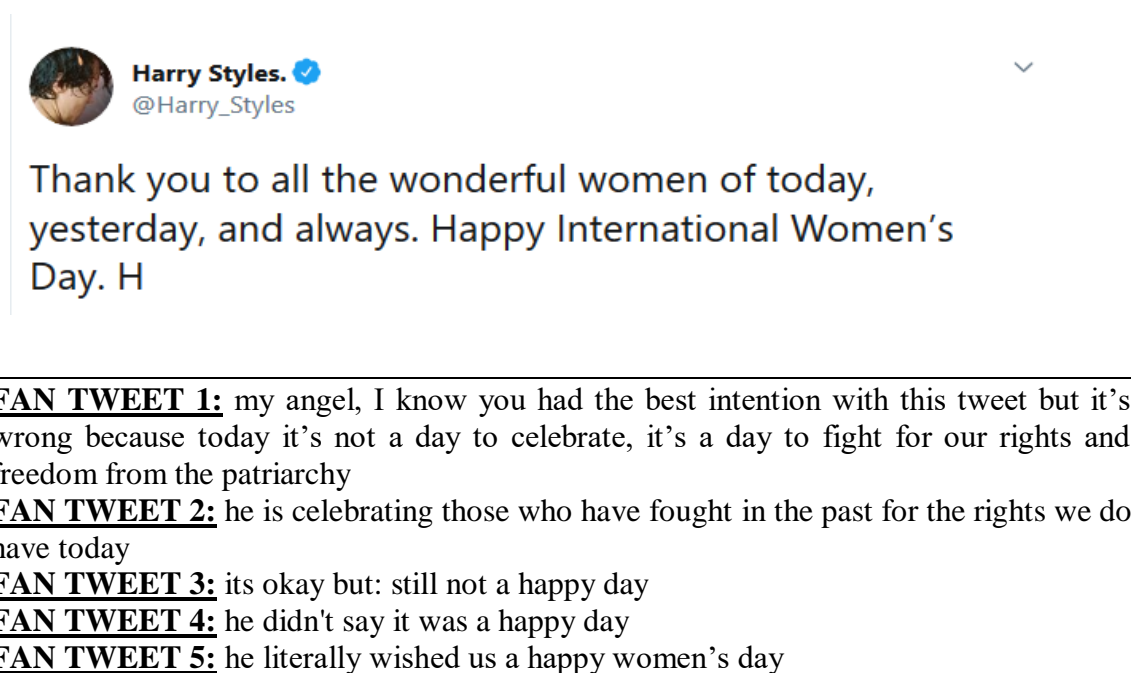 Harry Styles.
@Harry_Styles
Thank you to all the wonderful women of today,
yesterday, and always. Happy International Women’s
Day. H
FAN TWEET 1: my angel, I know you had the best intention with this tweet but it’s
wrong because today it’s not a day to celebrate, it’s a day to fight for our rights and
freedom from the patriarchy
FAN TWEET 2: he is celebrating those who have fought in the past for the rights we do
have today
FAN TWEET 3: its okay but: still not a happy day
FAN TWEET 4: he didn't say it was a happy day
FAN TWEET 5: he literally wished us a happy women’s day